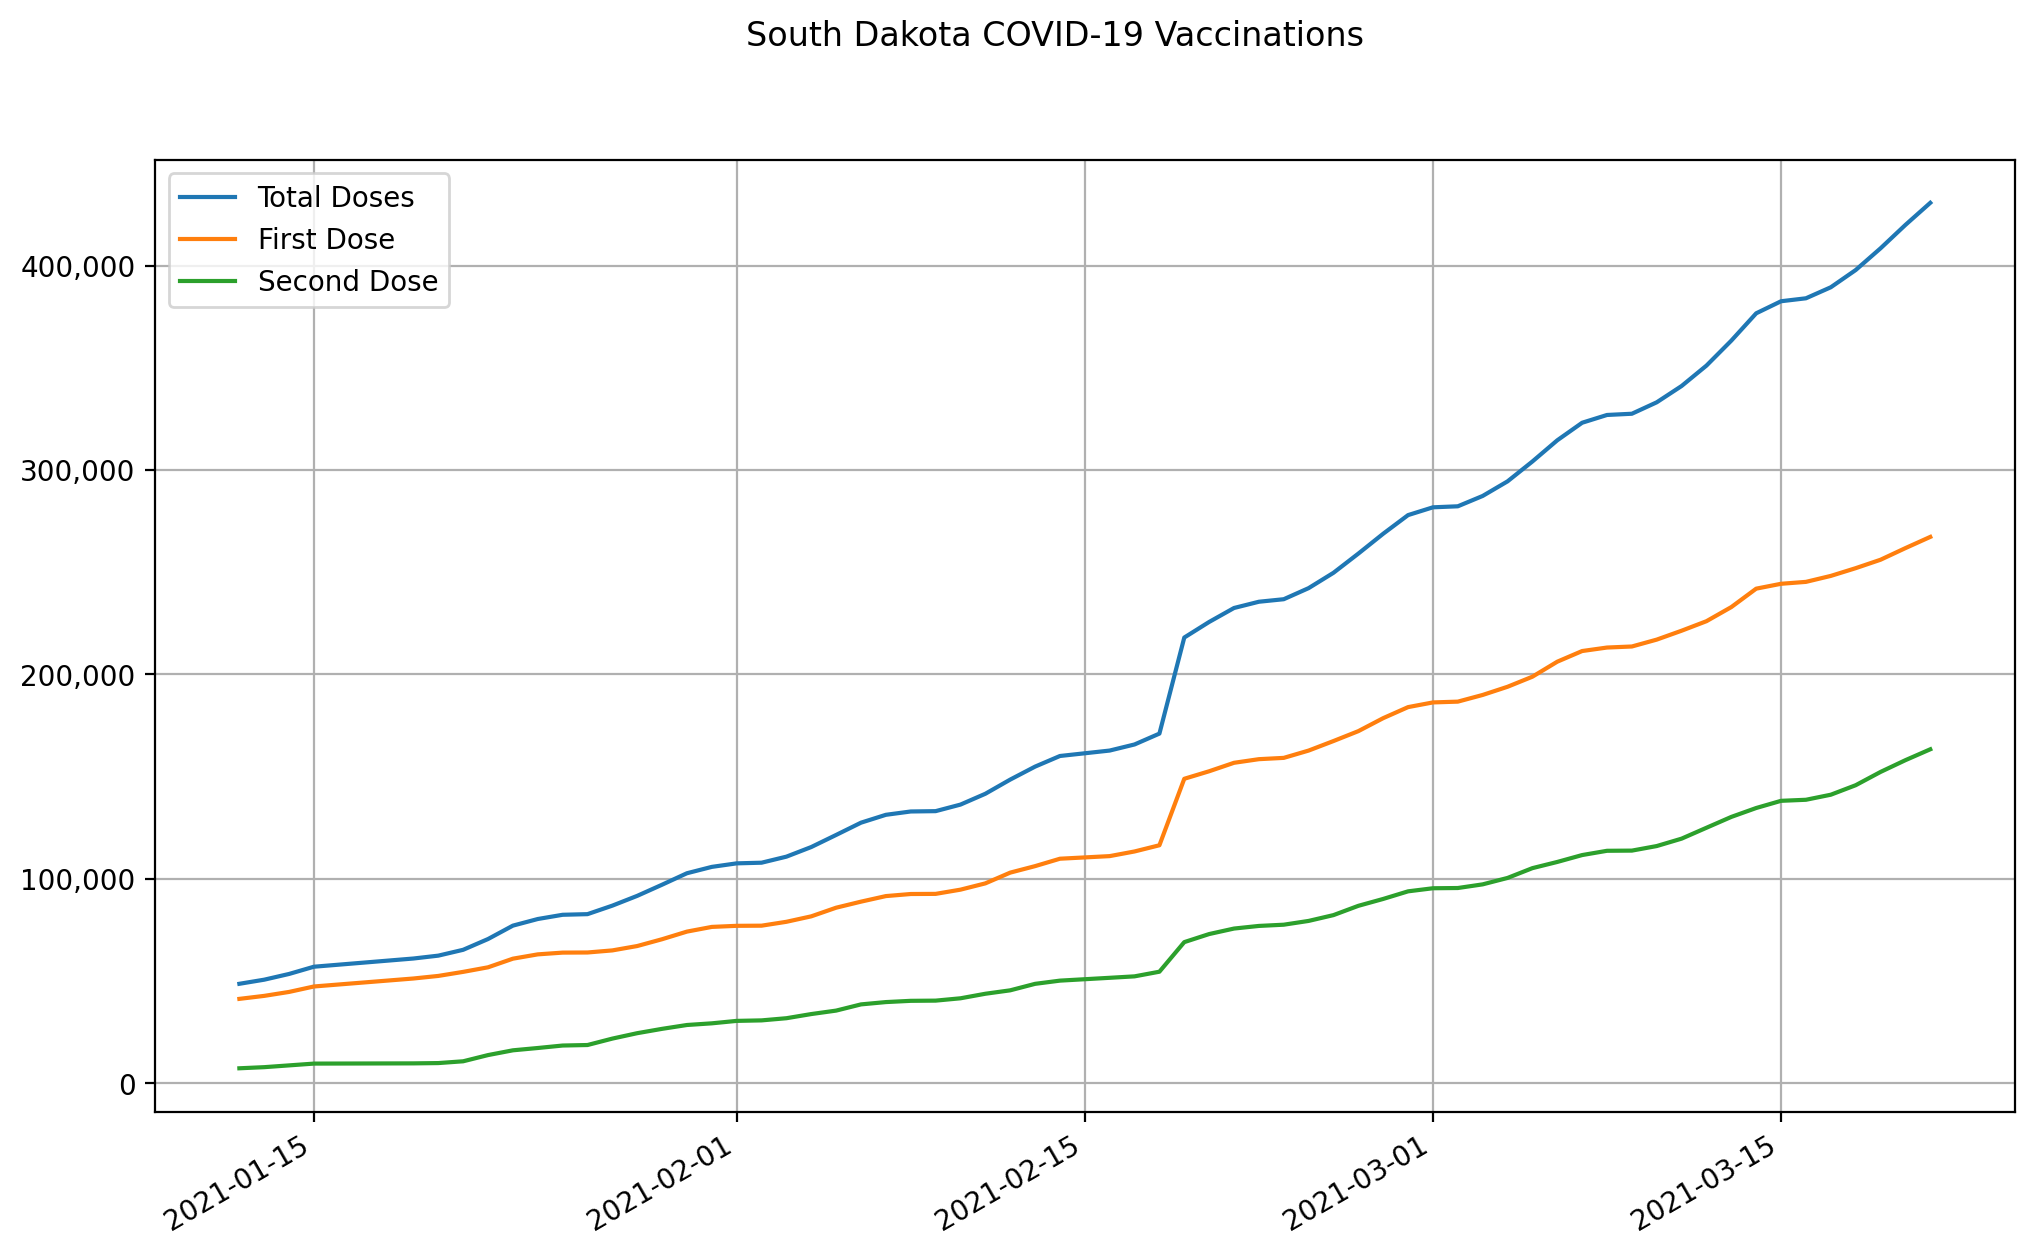 South Dakota COVID-19 Vaccinations
Total Doses
First Dose
Second Dose
400,000
300,000
200,000
100,000
0
2021-01-15
2021-02-01
2021-02-15
2021-03-01
2021-03-15